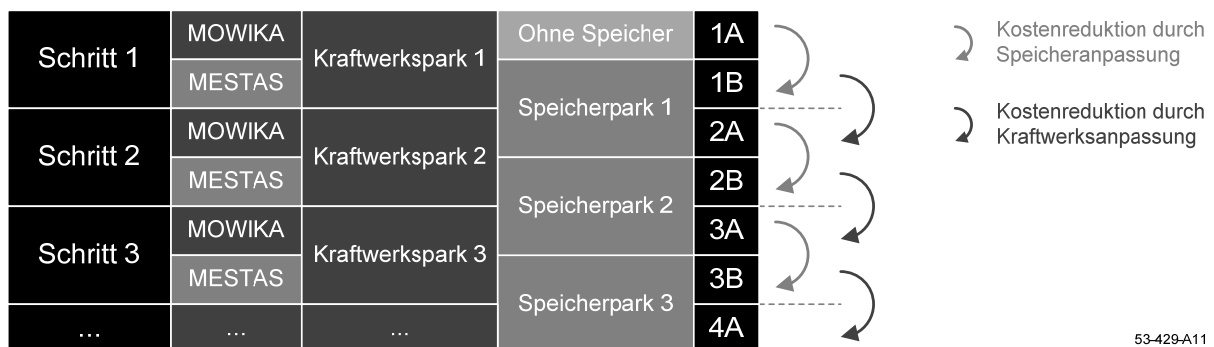 Schritt 1
MOWIKA
MESTAS
Kraftwerkspark 1
Ohne Speicher
1A
1B
Speicherpark 1
Schritt 2
MOWIKA
MESTAS
Kraftwerkspark 2
2A
2B
Speicherpark 2
Schritt 3
MOWIKA
MESTAS
Kraftwerkspark 3
3A
3B
Speicherpark 3
...
...
...
4A
Kostenreduktion durch
Speicheranpassung
Kostenreduktion durch
Kraftwerksanpassung
53-429-A11